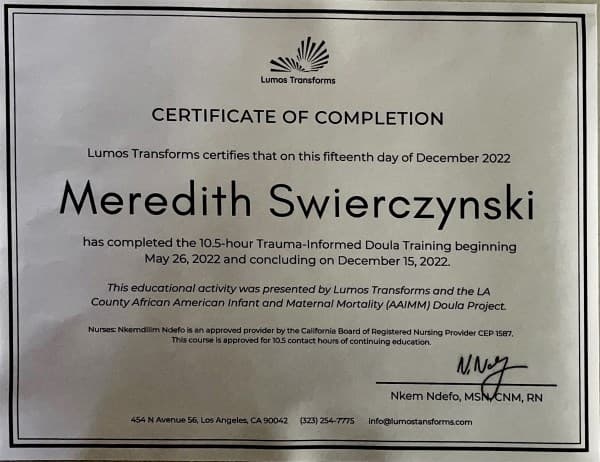 Lumos Transforms
CERTIFICATE OF COMPLETION
Lumos Transforms certifies that on this fifteenth day of December 2022
Meredith Swierczynski
has completed the 10.5-hour Trauma-Informed Doula Training beginning
May 26, 2022 and concluding on December 15, 2022.
This educational activity was presented by Lumos Transforms and the LA
County African American Infant and Maternal Mortality (AAIMM) Doula Project.
Nurses: Nkemdilim Ndefo is an approved provider by the California Board of Registered Nursing Provider CEP 1587.
This course is approved for 10.5 contact hours of continuing education.
Nkem Ndefo, MSN, CNM, RN
454 N Avenue 56, Los Angeles, CA 90042 (323) 254-7775 info@lumostansforms.com